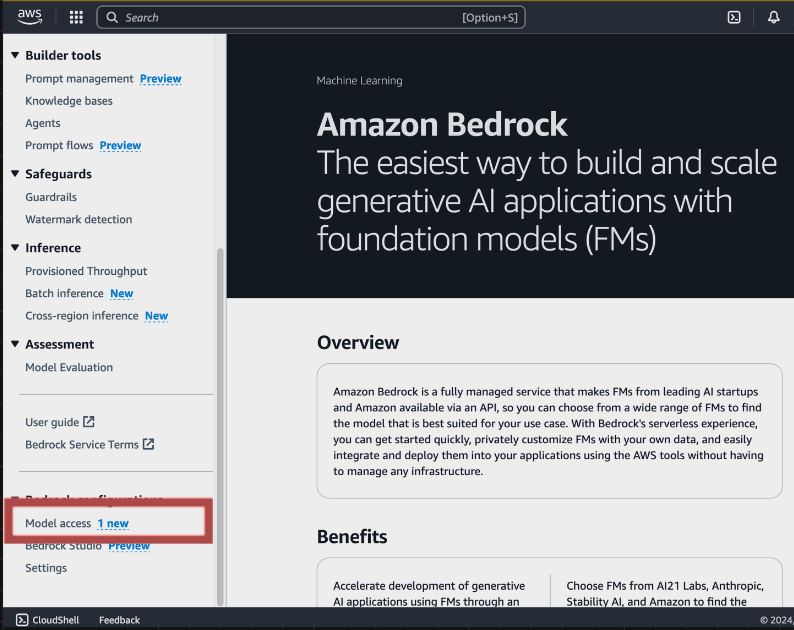 aws Search [Option+S]
Builder tools
Prompt management Preview
Knowledge bases
Agents
Prompt flows Preview
Safeguards
Guardrails
Watermark detection
Inference
Provisioned Throughput
Batch inference New
Cross-region inference New
Assessment
Model Evaluation
User guide
Bedrock Service Terms
Bedrock configurations
Model access 1 new
Bedrock Studio Preview
Settings
Machine Learning
Amazon Bedrock
The easiest way to build and scale
generative AI applications with
foundation models (FMs)
Overview
Amazon Bedrock is a fully managed service that makes FMs from leading AI startups
and Amazon available via an API, so you can choose from a wide range of FMs to find
the model that is best suited for your use case. With Bedrock's serverless experience,
you can get started quickly, privately customize FMs with your own data, and easily
integrate and deploy them into your applications using the AWS tools without having
to manage any infrastructure.
Benefits
Accelerate development of generative
AI applications using FMs through an
Choose FMs from AI21 Labs, Anthropic,
Stability AI, and Amazon to find the
CloudShell Feedback © 2024,